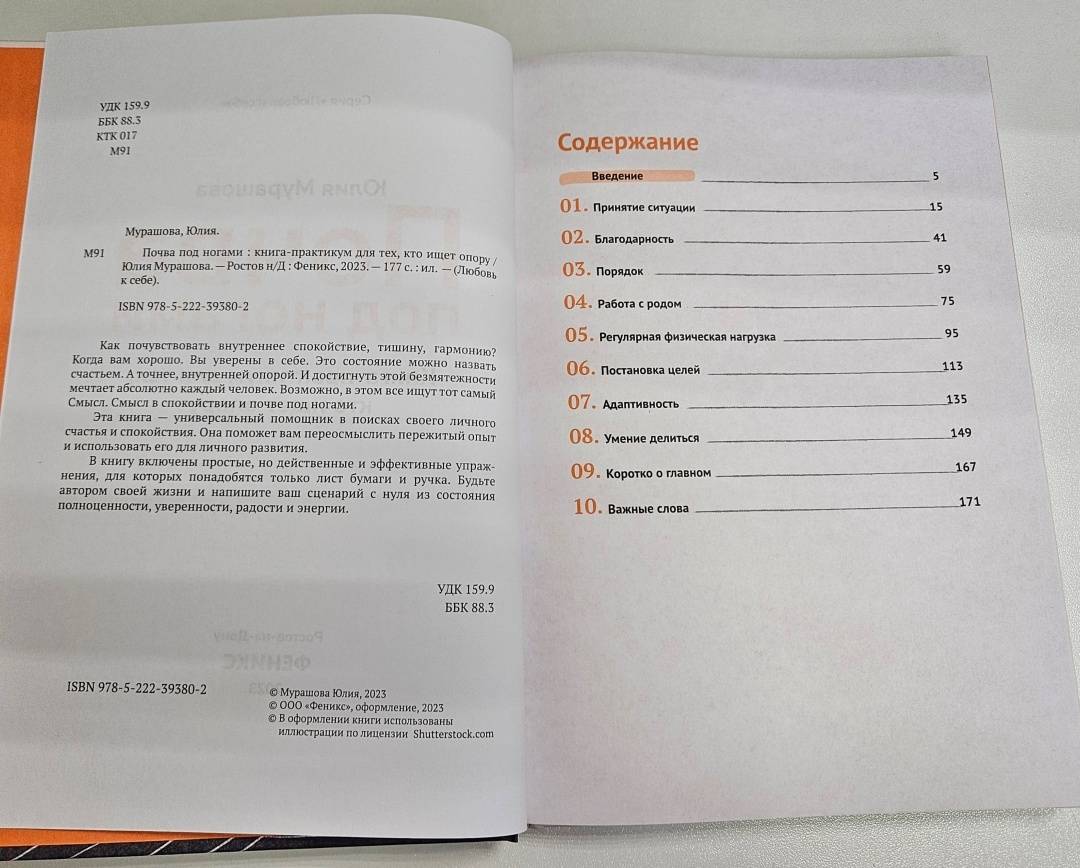 УДК 159.9
ББК 88.3
КТК 017
М91
Мурашова, Юлия.
М91 Почва под ногами : книга-практикум для тех, кто ищет опору /
Юлия Мурашова. — Ростов н/Д : Феникс, 2023. — 177 с. : ил. — (Любовь
к себе).
ISBN 978-5-222-39380-2
Как почувствовать внутреннее спокойствие, тишину, гармонию?
Когда вам хорошо. Вы уверены в себе. Это состояние можно назвать
счастьем. А точнее, внутренней опорой. И достигнуть этой безмятежности
мечтает абсолютно каждый человек. Возможно, в этом все ищут тот самый
Смысл. Смысл в спокойствии и почве под ногами.
Эта книга — универсальный помощник в поисках своего личного
счастья и спокойствия. Она поможет вам переосмыслить пережитый опыт
и использовать его для личного развития.
В книгу включены простые, но действенные и эффективные упраж-
нения, для которых понадобятся только лист бумаги и ручка. Будьте
автором своей жизни и напишите ваш сценарий с нуля из состояния
полноценности, уверенности, радости и энергии.
УДК 159.9
ББК 88.3
ISBN 978-5-222-39380-2
© Мурашова Юлия, 2023
© ООО «Феникс», оформление, 2023
© В оформлении книги использованы
иллюстрации по лицензии Shutterstock.com
Содержание
Введение 5
01. Принятие ситуации 15
02. Благодарность 41
03. Порядок 59
04. Работа с родом 75
05. Регулярная физическая нагрузка 95
06. Постановка целей 113
07. Адаптивность 135
08. Умение делиться 149
09. Коротко о главном 167
10. Важные слова 171